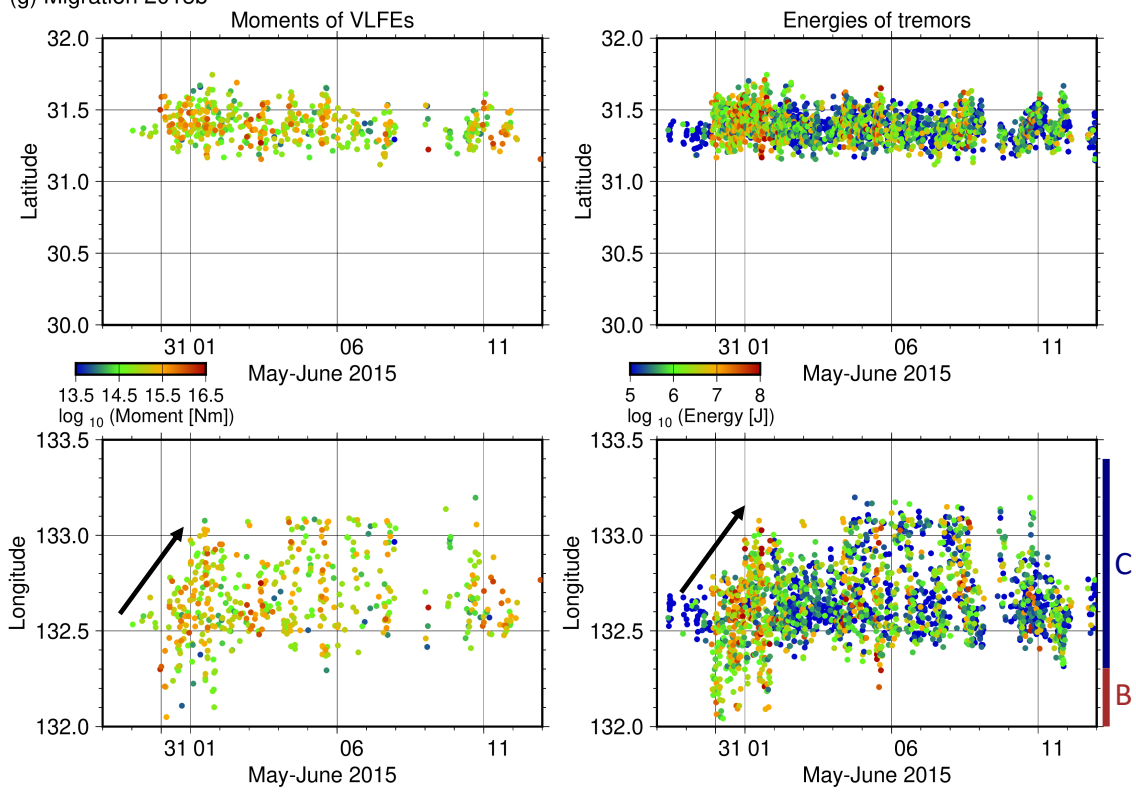 (g) Migration 2015b
Moments of VLFEs
Energies of tremors
32.0
31.5
31.0
30.5
30.0
Latitude
31 01 06 11
May-June 2015
32.0
31.5
31.0
30.5
30.0
Latitude
31 01 06 11
May-June 2015
13.5 14.5 15.5 16.5
log 10 (Moment [Nm])
5 6 7 8
log 10 (Energy [J])
133.5
133.0
132.5
132.0
Longitude
31 01 06 11
May-June 2015
133.5
133.0
132.5
132.0
Longitude
31 01 06 11
May-June 2015
C
B